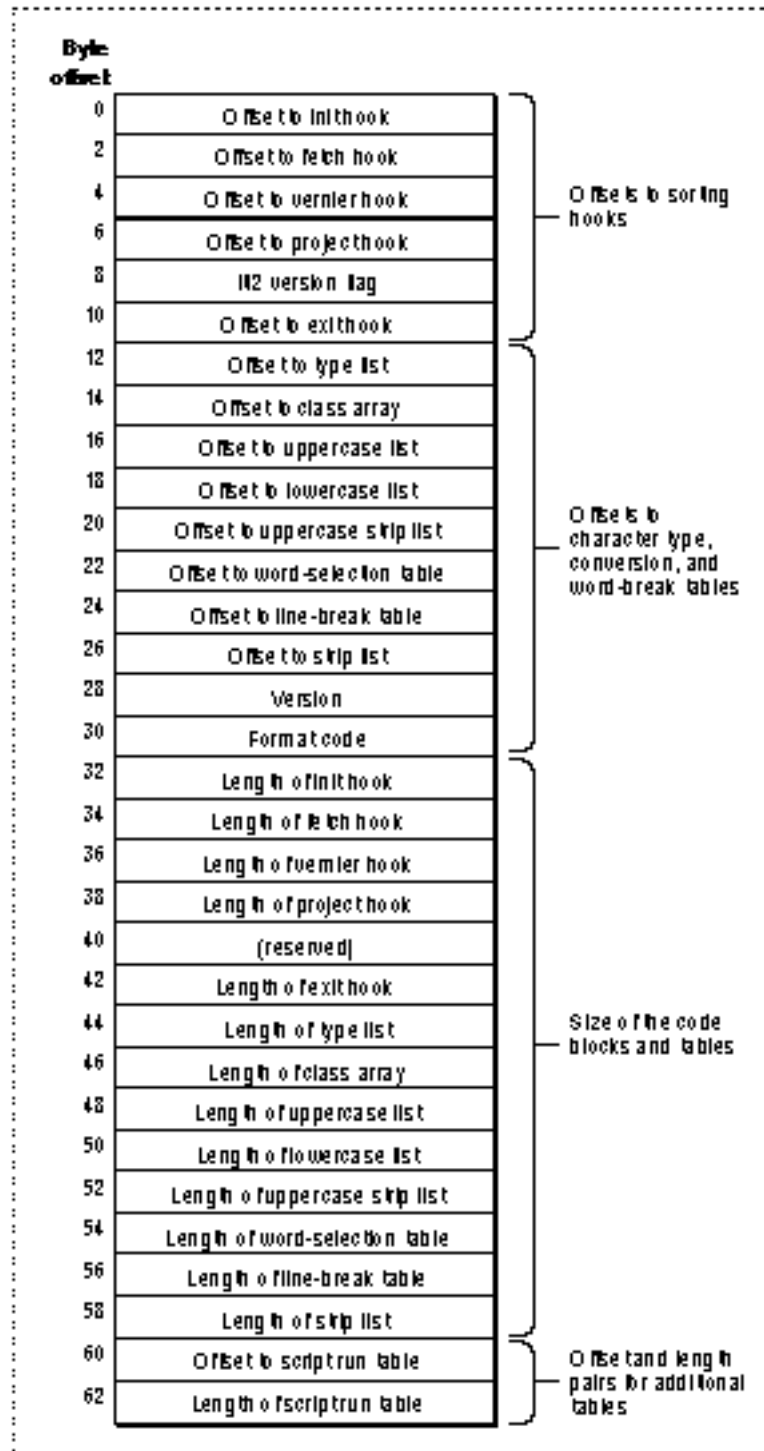 Byte
offset
0 Offset to init hook
2 Offset to fetch hook
4 Offset to vernier hook
6 Offset to project hook
8 Itl2 version flag
10 Offset to exit hook
Offsets to sorting
hooks
12 Offset to type list
14 Offset to class array
16 Offset to uppercase list
18 Offset to lowercase list
20 Offset to uppercase strip list
22 Offset to word-selection table
24 Offset to line-break table
26 Offset to strip list
28 Version
30 Format code
Offsets to
character type,
conversion, and
word-break tables
32 Length of init hook
34 Length of fetch hook
36 Length of vernier hook
38 Length of project hook
40 (reserved)
42 Length of exit hook
44 Length of type list
46 Length of class array
48 Length of uppercase list
50 Length of lowercase list
52 Length of uppercase strip list
54 Length of word-selection table
56 Length of line-break table
58 Length of strip list
Size of the code
blocks and tables
60 Offset to script run table
62 Length of script run table
Offset and length
pairs for additional
tables